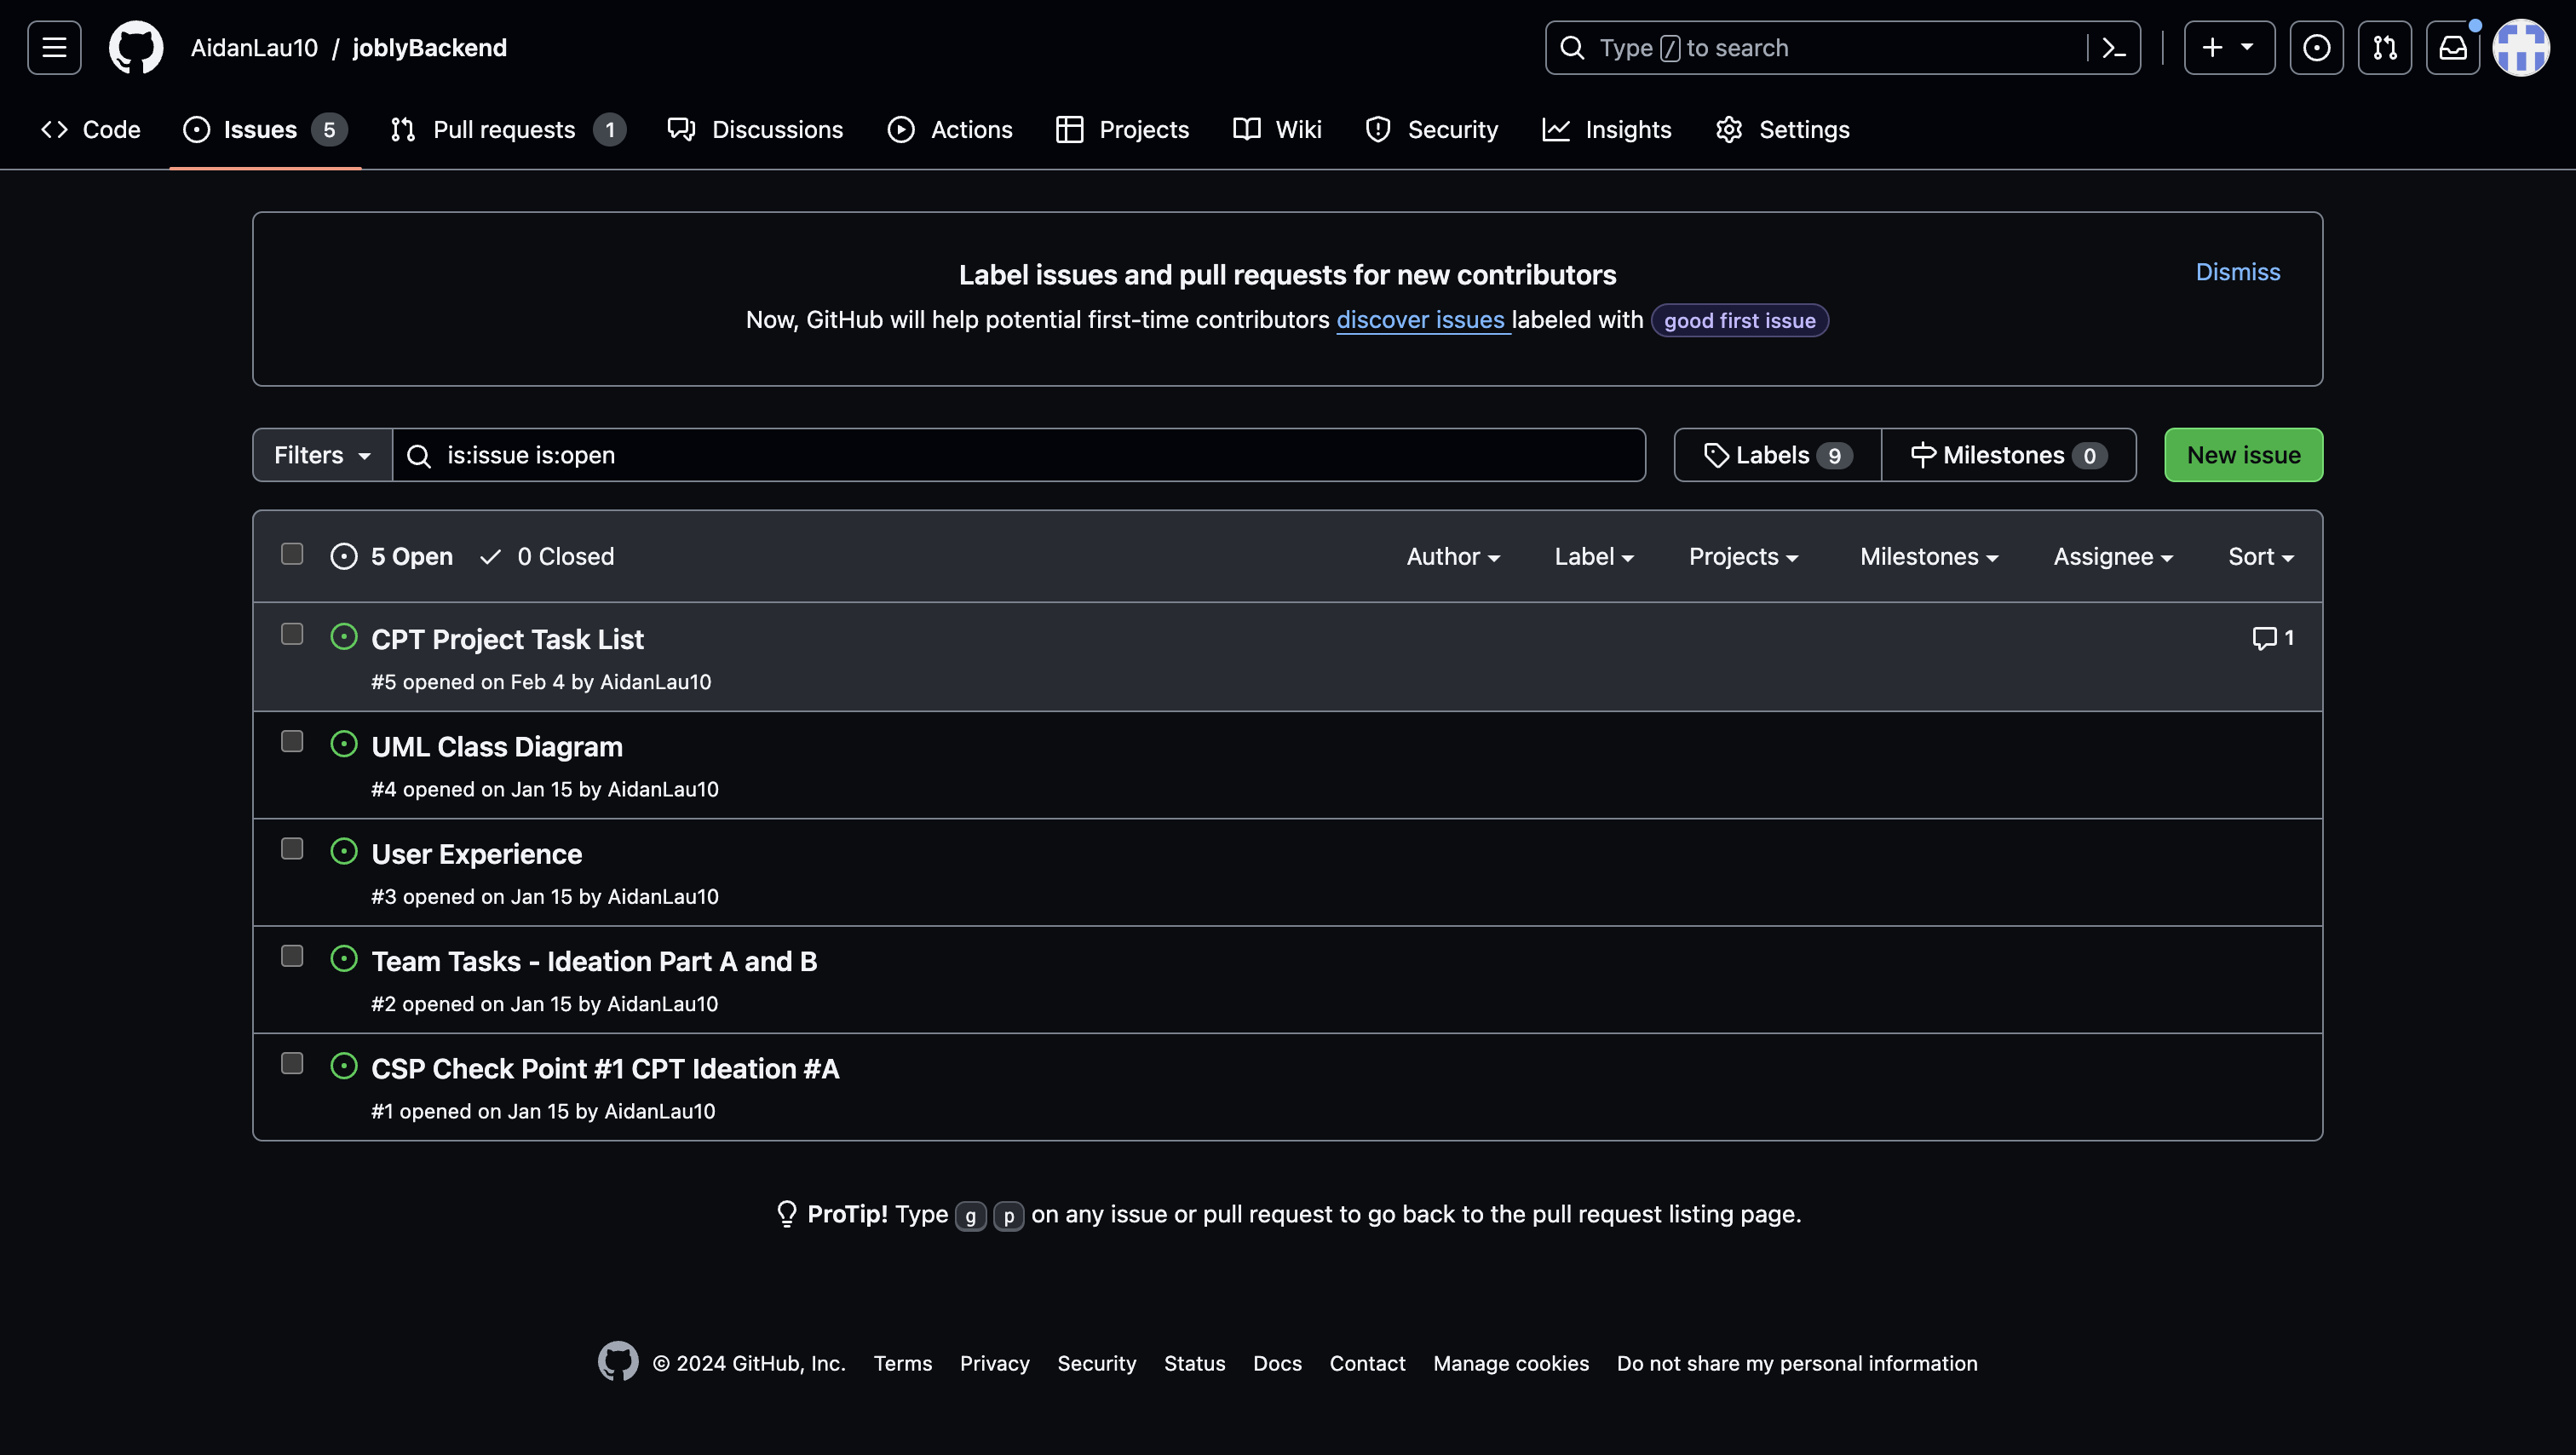 AidanLau10 / joblyBackend
Type / to search
Code Issues 5 Pull requests 1 Discussions Actions Projects Wiki Security Insights Settings
Label issues and pull requests for new contributors
Dismiss
Now, GitHub will help potential first-time contributors discover issues labeled with good first issue
Filters is:issue is:open Labels 9 Milestones 0 New issue
5 Open 0 Closed Author Label Projects Milestones Assignee Sort
CPT Project Task List 1
#5 opened on Feb 4 by AidanLau10
UML Class Diagram
#4 opened on Jan 15 by AidanLau10
User Experience
#3 opened on Jan 15 by AidanLau10
Team Tasks - Ideation Part A and B
#2 opened on Jan 15 by AidanLau10
CSP Check Point #1 CPT Ideation #A
#1 opened on Jan 15 by AidanLau10
ProTip! Type g p on any issue or pull request to go back to the pull request listing page.
© 2024 GitHub, Inc. Terms Privacy Security Status Docs Contact Manage cookies Do not share my personal information